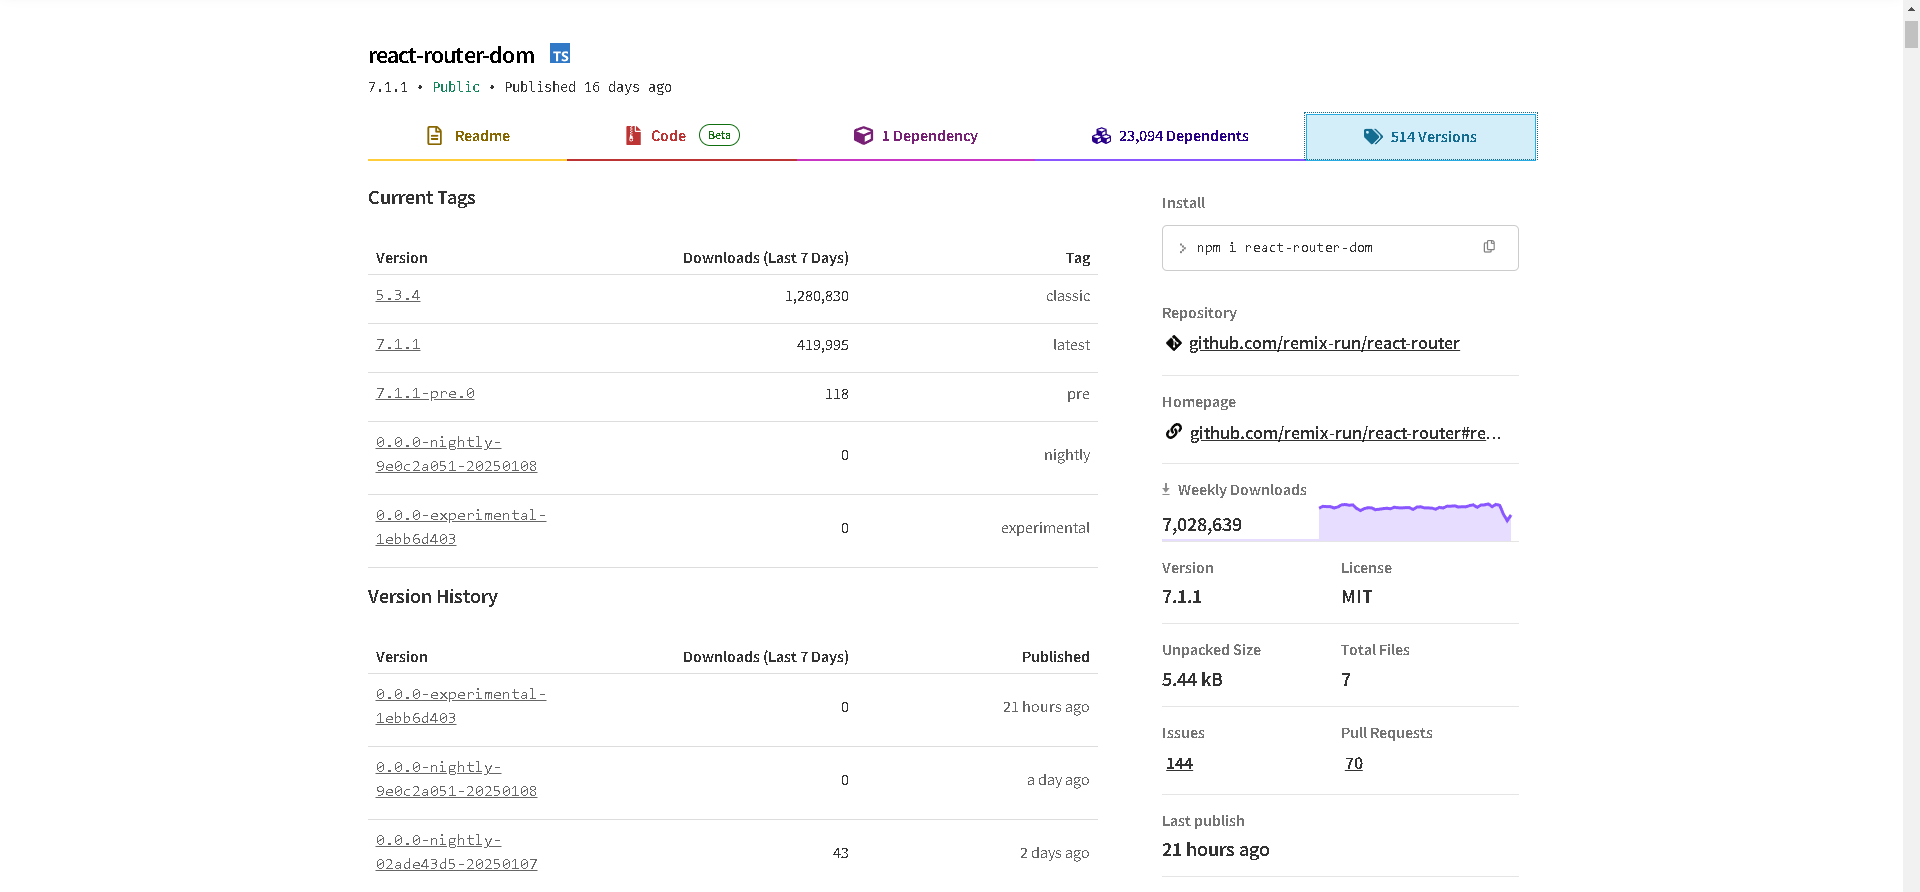 react-router-dom TS
7.1.1 • Public • Published 16 days ago
Readme
Code Beta
1 Dependency
23,094 Dependents
514 Versions
Current Tags
Version Downloads (Last 7 Days) Tag
5.3.4 1,280,830 classic
7.1.1 419,995 latest
7.1.1-pre.0 118 pre
0.0.0-nightly-
9e0c2a051-20250108 0 nightly
0.0.0-experimental-
1ebb6d403 0 experimental
Version History
Version Downloads (Last 7 Days) Published
0.0.0-experimental-
1ebb6d403 0 21 hours ago
0.0.0-nightly-
9e0c2a051-20250108 0 a day ago
0.0.0-nightly-
02ade43d5-20250107 43 2 days ago
Install
> npm i react-router-dom
Repository
github.com/remix-run/react-router
Homepage
github.com/remix-run/react-router#re...
Weekly Downloads
7,028,639
Version License
7.1.1 MIT
Unpacked Size Total Files
5.44 kB 7
Issues Pull Requests
144 70
Last publish
21 hours ago